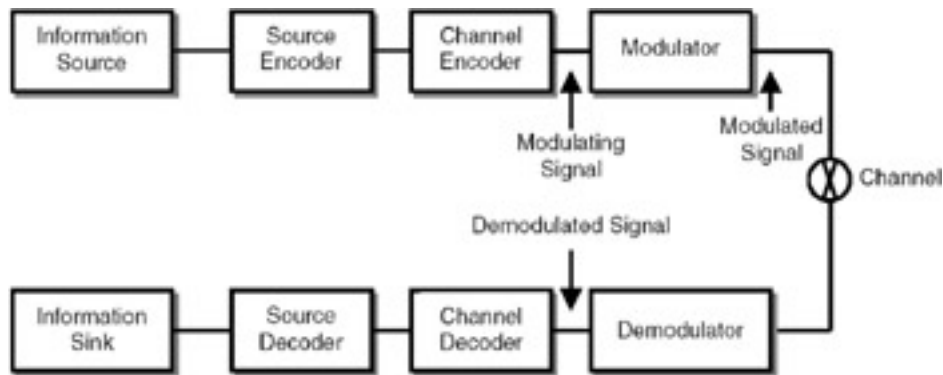 Information
Source
Source
Encoder
Channel
Encoder
Modulator
Modulating
Signal
Modulated
Signal
Channel
Demodulated Signal
Information
Sink
Source
Decoder
Channel
Decoder
Demodulator